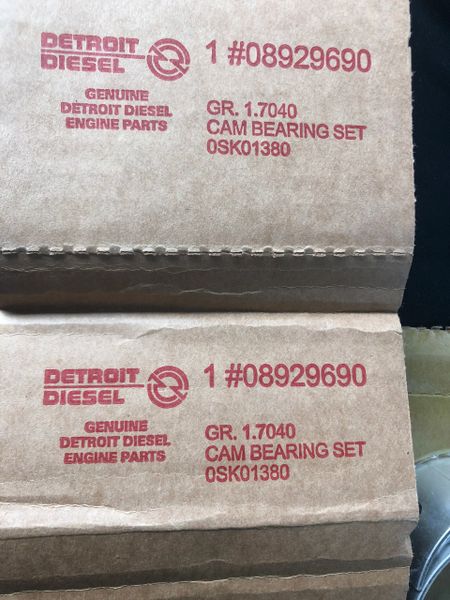 DETROIT DIESEL
1 #08929690
GENUINE
DETROIT DIESEL
ENGINE PARTS
GR. 1.7040
CAM BEARING SET
0SK01380
DETROIT DIESEL
1 #08929690
GENUINE
DETROIT DIESEL
ENGINE PARTS
GR. 1.7040
CAM BEARING SET
0SK01380